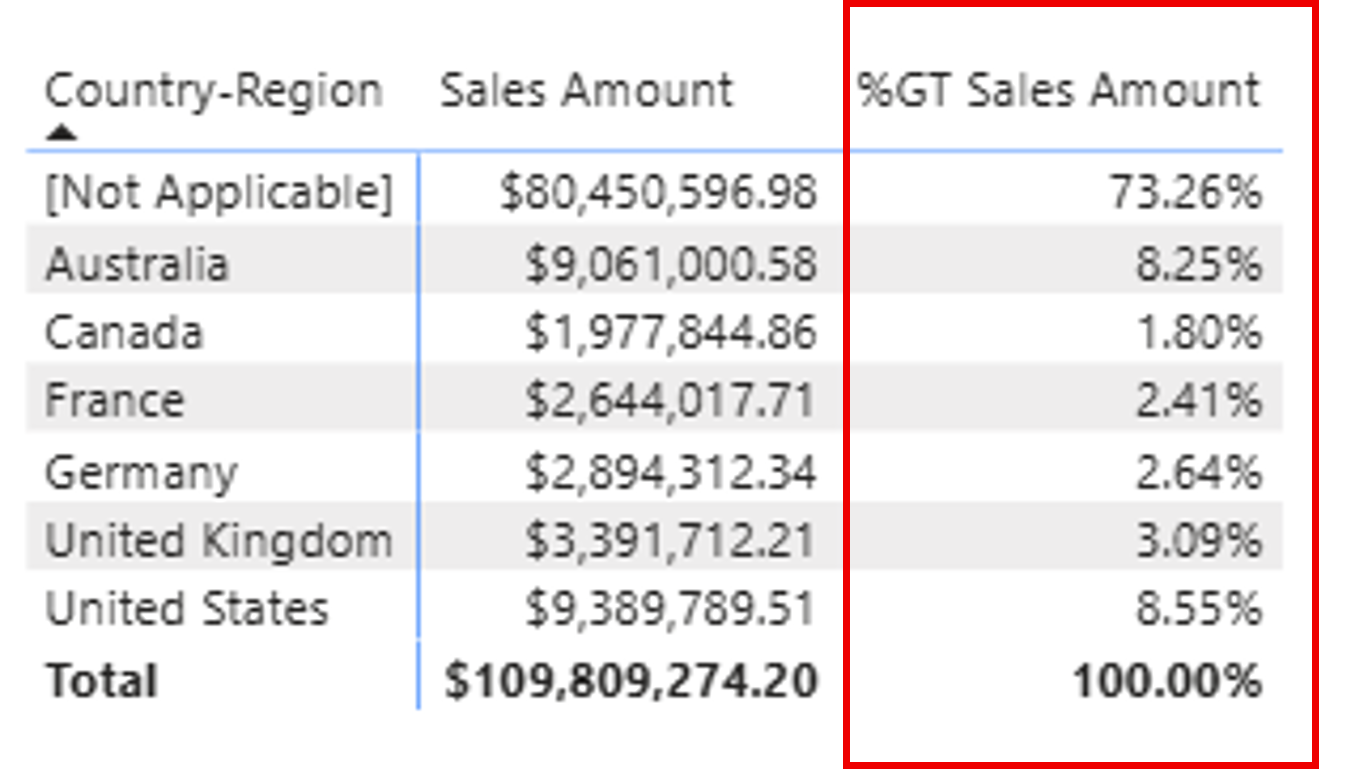 Country-Region Sales Amount %GT Sales Amount
[Not Applicable] $80,450,596.98 73.26%
Australia $9,061,000.58 8.25%
Canada $1,977,844.86 1.80%
France $2,644,017.71 2.41%
Germany $2,894,312.34 2.64%
United Kingdom $3,391,712.21 3.09%
United States $9,389,789.51 8.55%
Total $109,809,274.20 100.00%